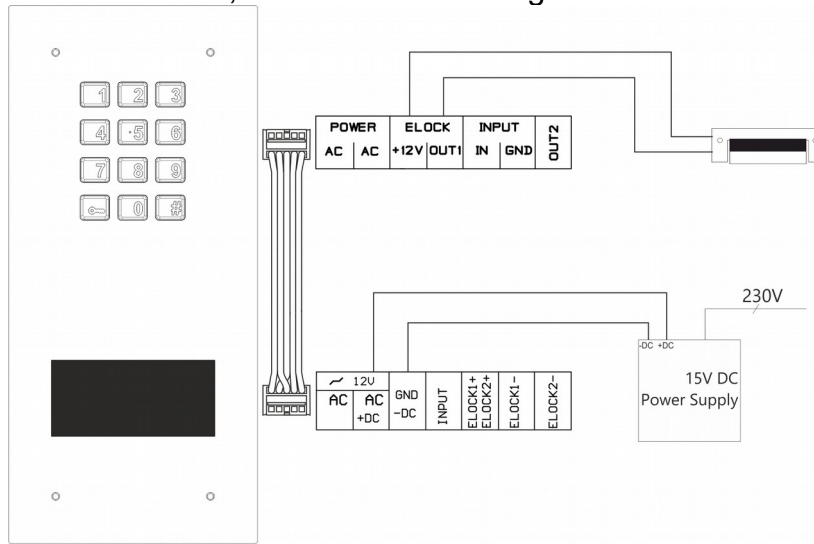 1 2 3
4 5 6
7 8 9
0 #
POWER ELOCK INPUT OUT2
AC AC +12V OUT1 IN GND
230V
-DC +DC
15V DC
Power Supply
~ 12V
AC AC +DC GND -DC INPUT ELOCK1+ ELOCK2+ ELOCK1- ELOCK2-